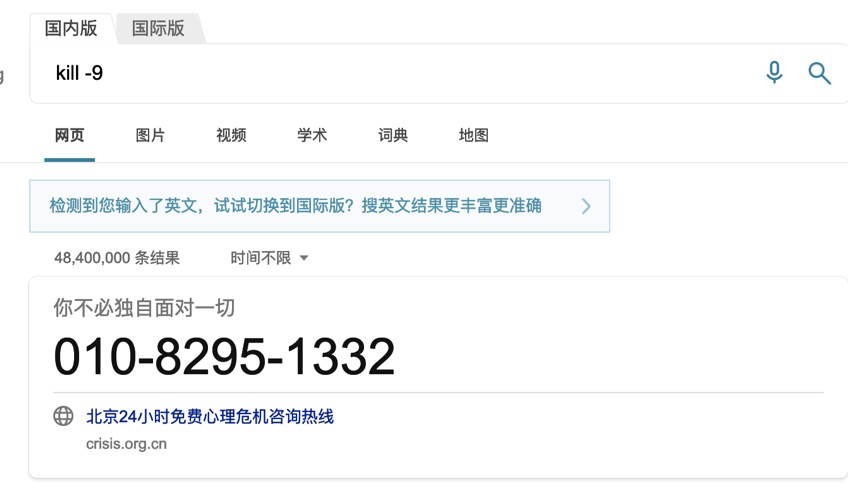 国内版 国际版
kill -9
网页 图片 视频 学术 词典 地图
检测到您输入了英文，试试切换到国际版？搜英文结果更丰富更准确
48,400,000 条结果 时间不限
你不必独自面对一切
010-8295-1332
北京24小时免费心理危机咨询热线
crisis.org.cn